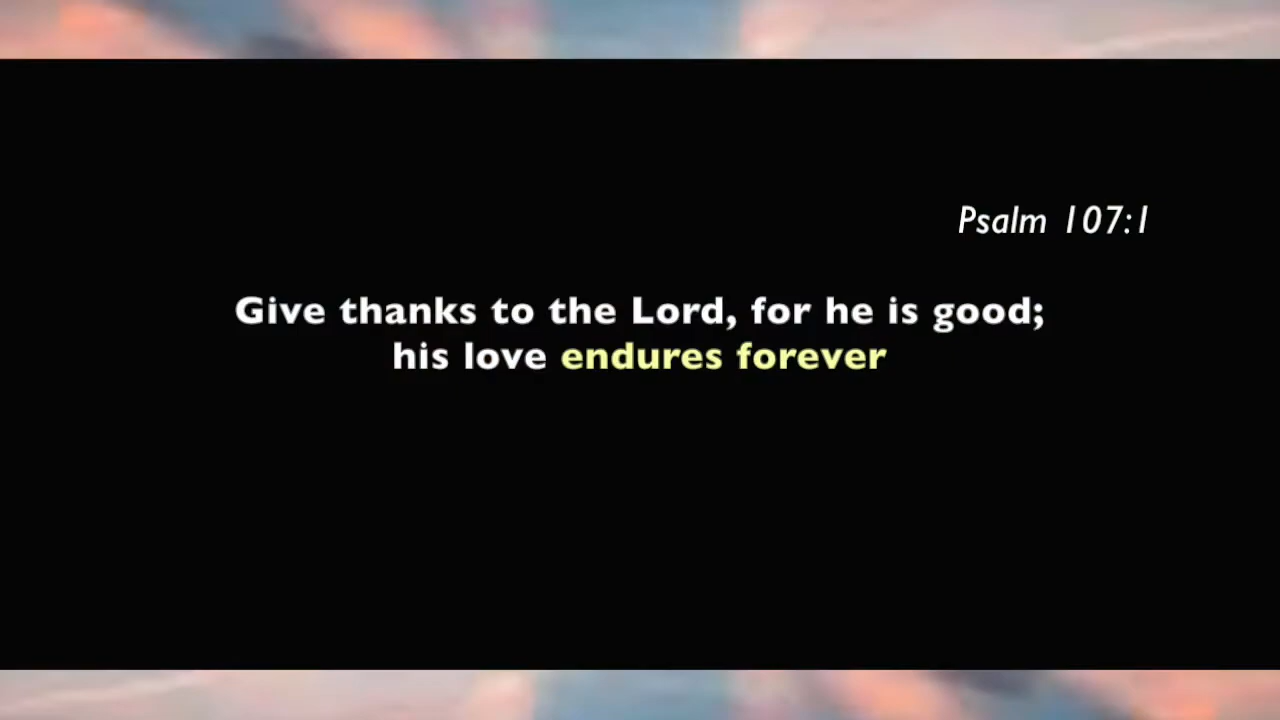 Psalm 107:1
Give thanks to the Lord, for he is good;
his love endures forever